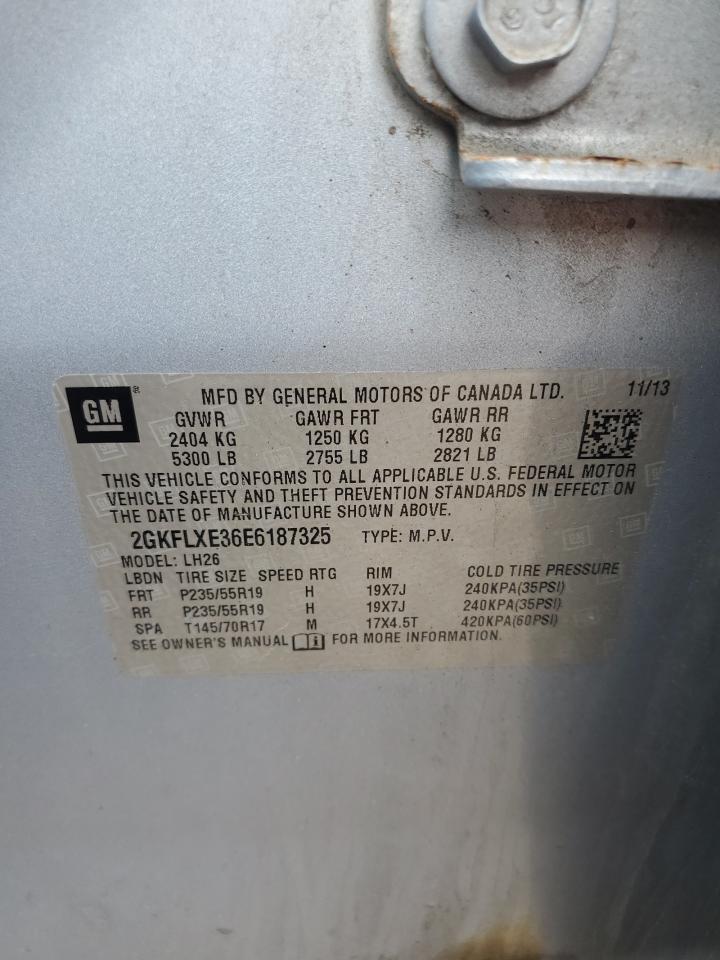 GM
MFD BY GENERAL MOTORS OF CANADA LTD. 11/13
GVWR GAWR FRT GAWR RR
2404 KG 1250 KG 1280 KG
5300 LB 2755 LB 2821 LB
THIS VEHICLE CONFORMS TO ALL APPLICABLE U.S. FEDERAL MOTOR
VEHICLE SAFETY AND THEFT PREVENTION STANDARDS IN EFFECT ON
THE DATE OF MANUFACTURE SHOWN ABOVE.
2GKFLXE36E6187325 TYPE: M.P.V.
MODEL: LH26
LBDN TIRE SIZE SPEED RTG RIM COLD TIRE PRESSURE
FRT P235/55R19 H 19X7J 240KPA(35PSI)
RR P235/55R19 H 19X7J 240KPA(35PSI)
SPA T145/70R17 M 17X4.5T 420KPA(60PSI)
SEE OWNER'S MANUAL FOR MORE INFORMATION.